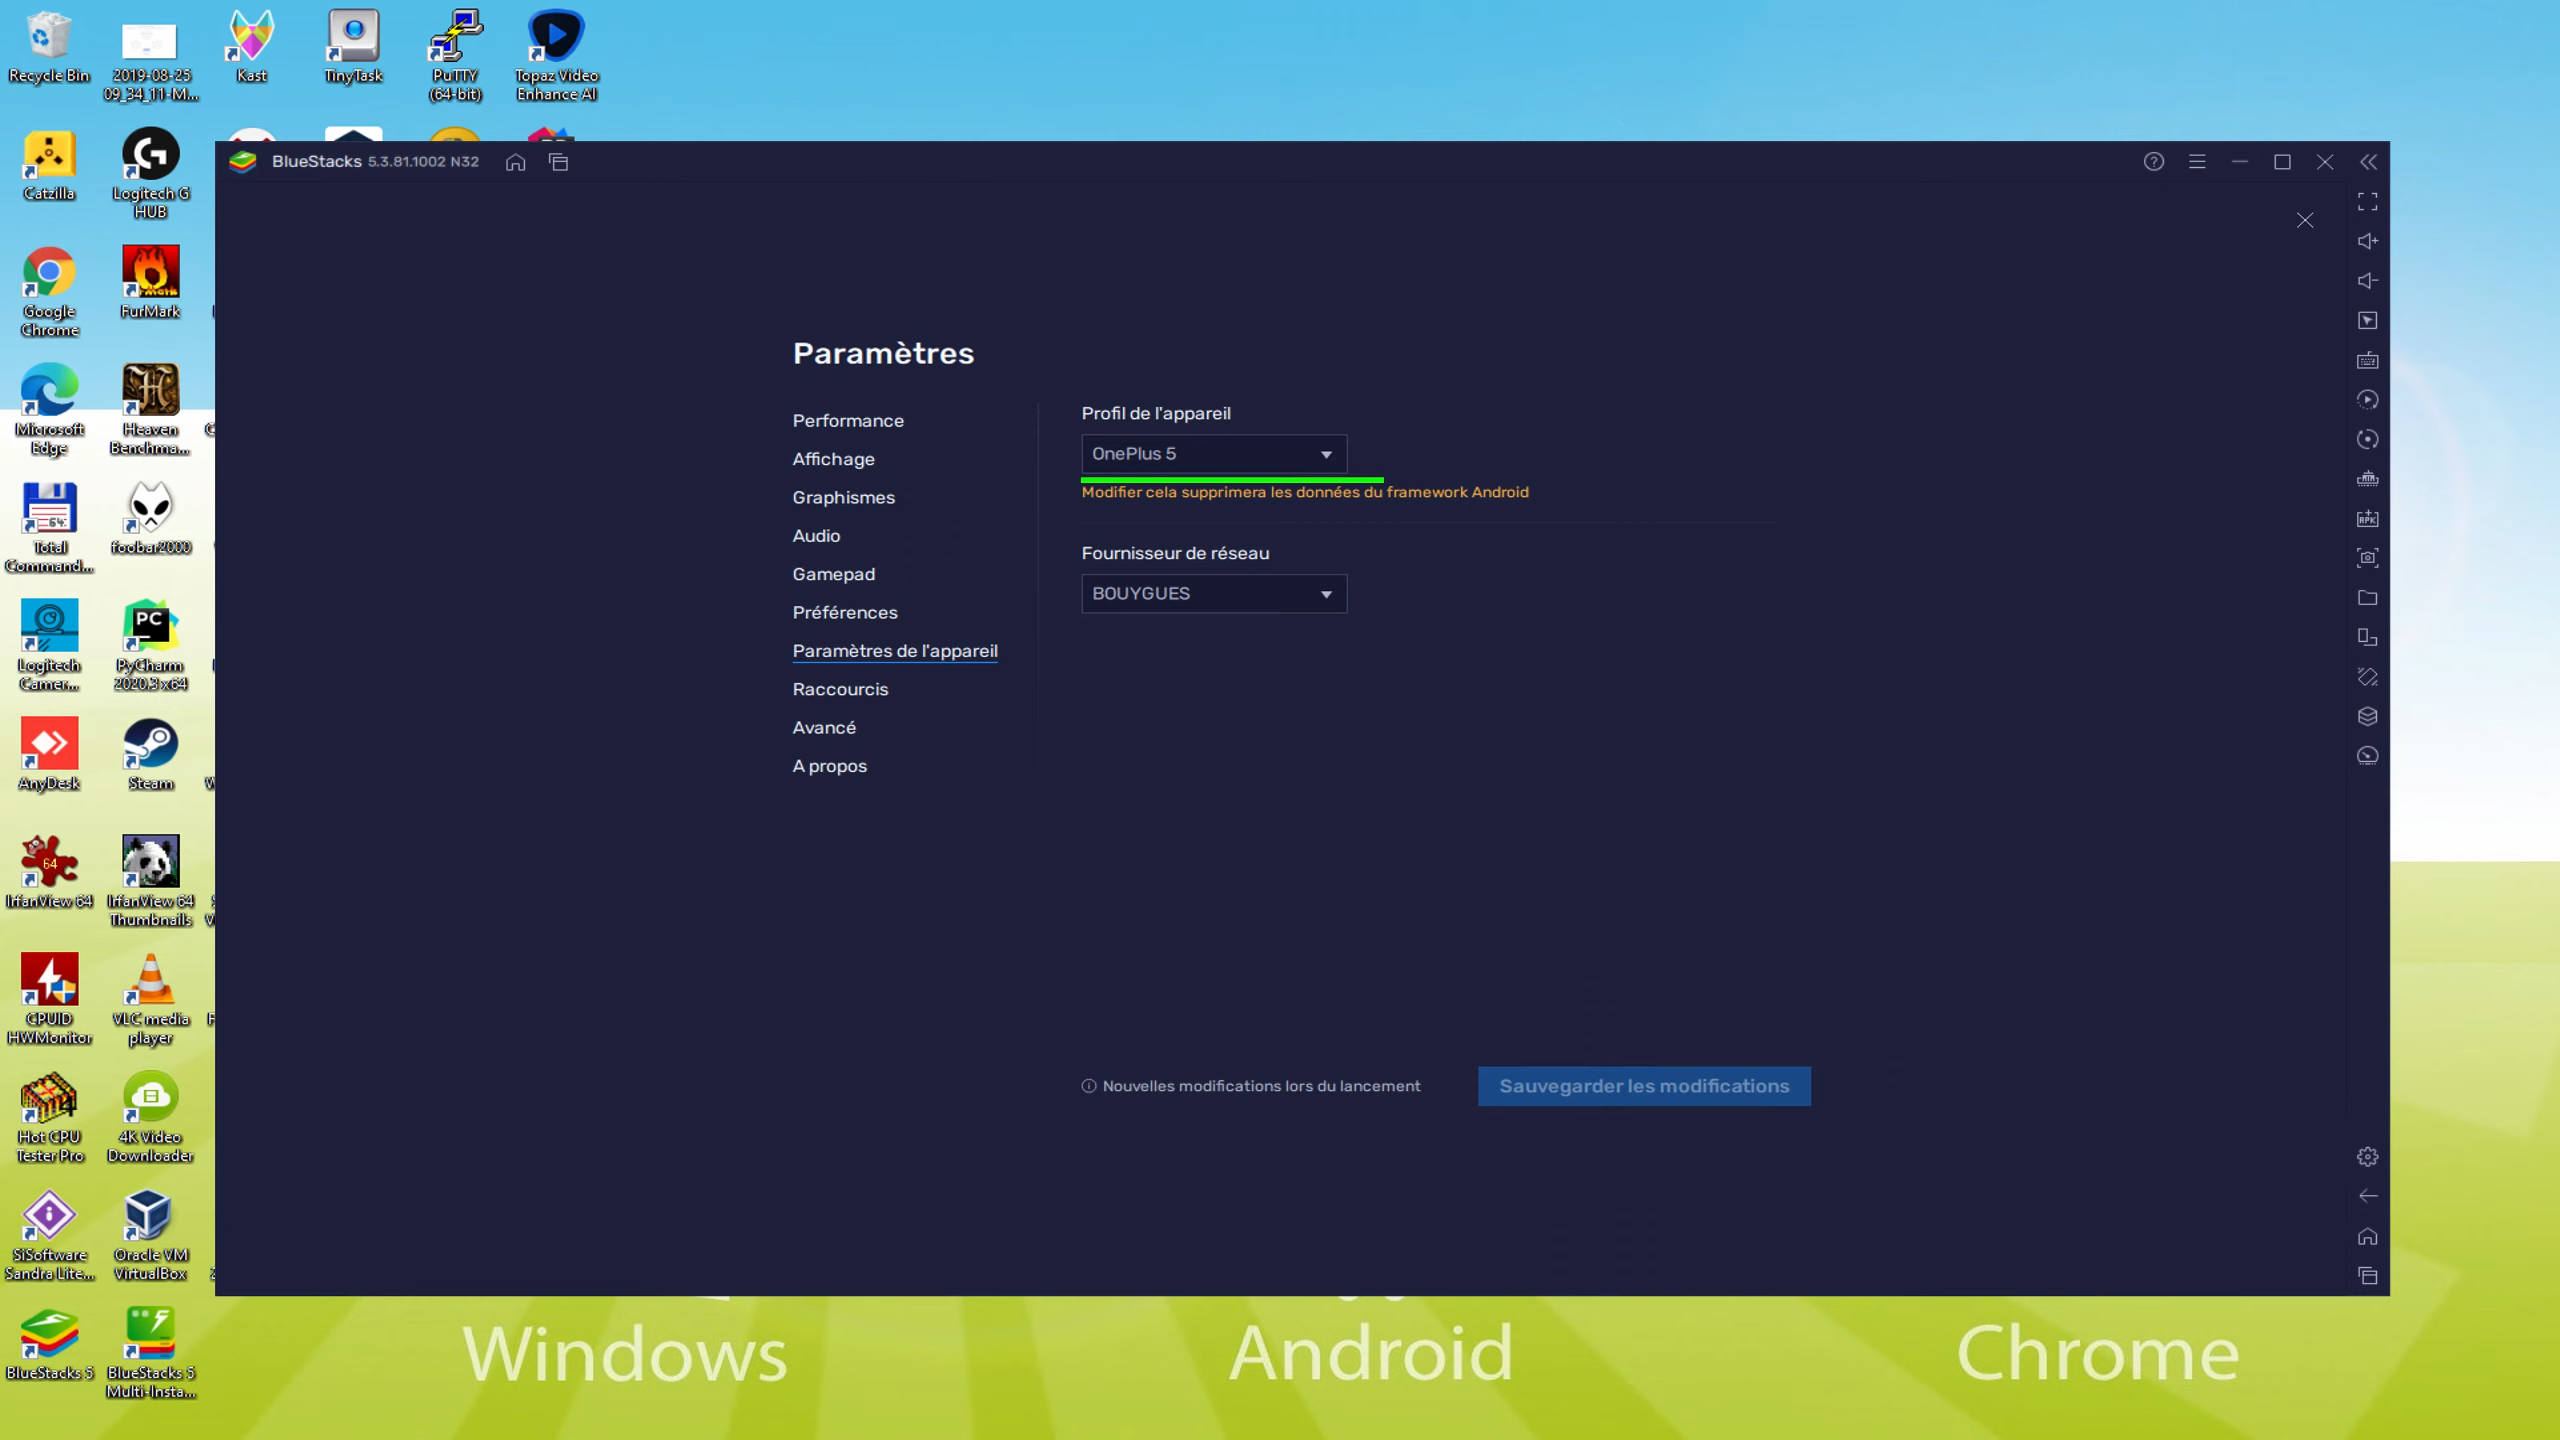 Recycle Bin
2019-08-25
09_34_11-M...
Kast
TinyTask
PuTTY
(64-bit)
Topaz Video
Enhance AI
Catzilla
Logitech G
HUB
Google
Chrome
FurMark
Microsoft
Edge
Heaven
Benchma...
Total
Command...
foobar2000
Logitech
Camer...
PyCharm
2020.3 x64
AnyDesk
Steam
IrfanView 64
IrfanView 64
Thumbnails
CPUID
HWMonitor
VLC media
player
Hot CPU
Tester Pro
4K Video
Downloader
SiSoftware
Sandra Lite...
Oracle VM
VirtualBox
BlueStacks 5
BlueStacks 5
Multi-Insta...
BlueStacks 5.3.81.1002 N32
Paramètres
Performance
Affichage
Graphismes
Audio
Gamepad
Préférences
Paramètres de l'appareil
Raccourcis
Avancé
A propos
Profil de l'appareil
OnePlus 5
Modifier cela supprimera les données du framework Android
Fournisseur de réseau
BOUYGUES
Nouvelles modifications lors du lancement
Sauvegarder les modifications
Windows
Android
Chrome